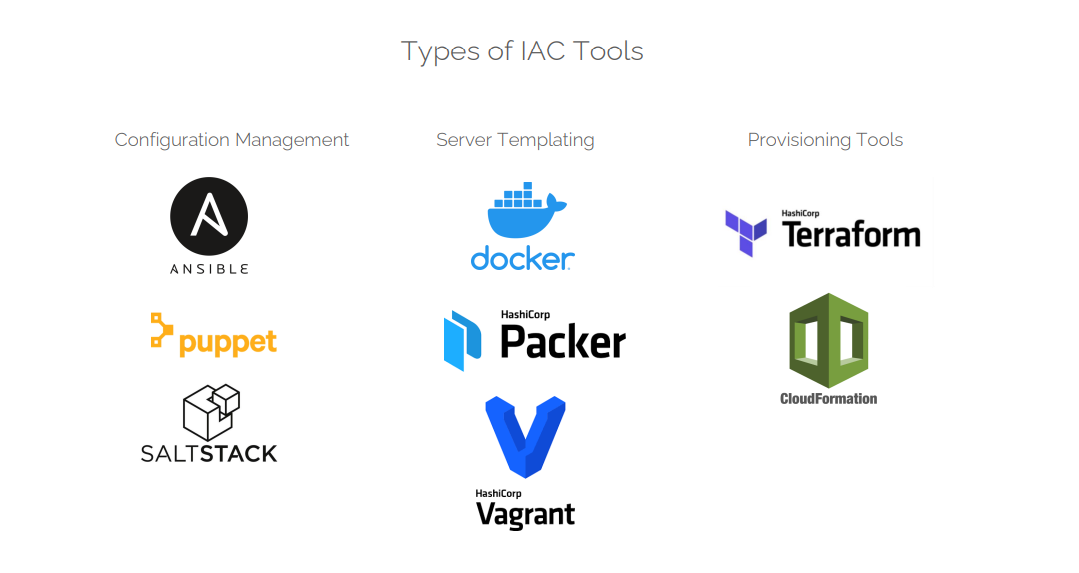 Types of IAC Tools
Configuration Management
Server Templating
Provisioning Tools
ANSIBLE
puppet
SALTSTACK
docker
HashiCorp
Packer
HashiCorp
Vagrant
HashiCorp
Terraform
CloudFormation